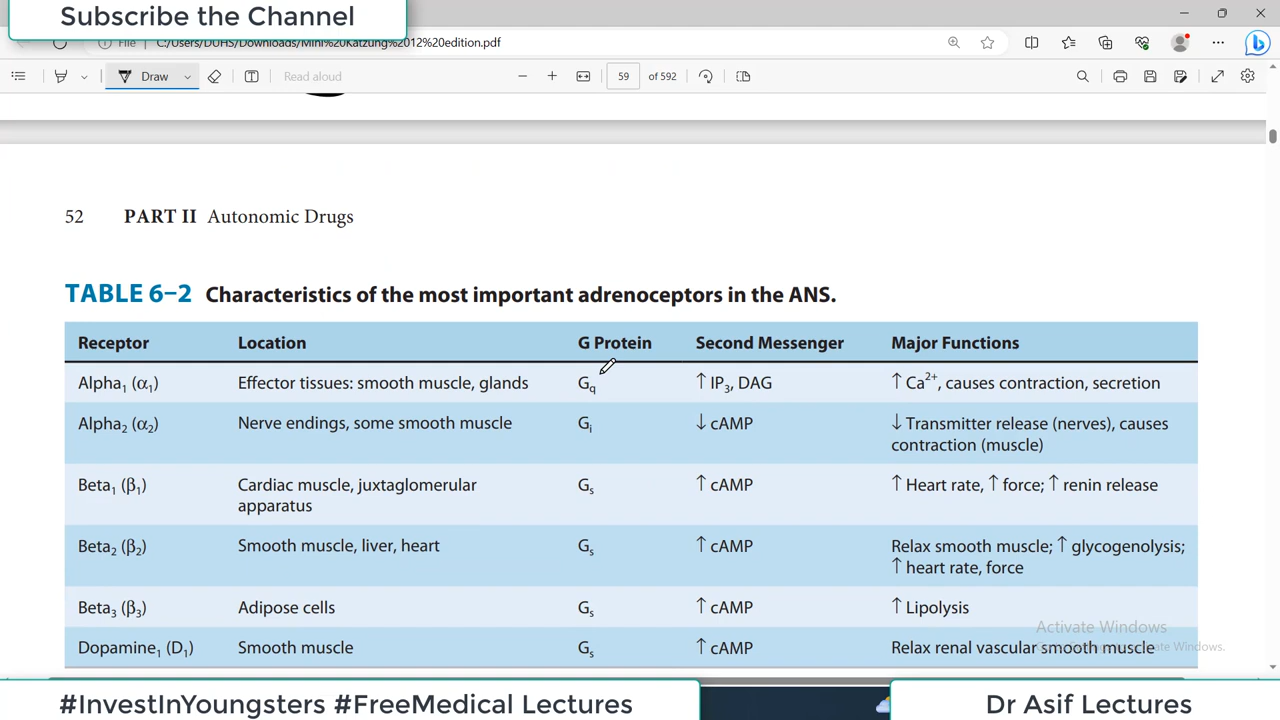 Subscribe the Channel
File C:/Users/DUHS/Downloads/Mini%20Katzung%2012%20edition.pdf
Draw Read aloud 59 of 592
52 PART II Autonomic Drugs
TABLE 6–2 Characteristics of the most important adrenoceptors in the ANS.
Receptor Location G Protein Second Messenger Major Functions
Alpha₁ (α₁) Effector tissues: smooth muscle, glands Gq ↑ IP₃, DAG ↑ Ca²⁺, causes contraction, secretion
Alpha₂ (α₂) Nerve endings, some smooth muscle Gᵢ ↓ cAMP ↓ Transmitter release (nerves), causes
contraction (muscle)
Beta₁ (β₁) Cardiac muscle, juxtaglomerular Gₛ ↑ cAMP ↑ Heart rate, ↑ force; ↑ renin release
apparatus
Beta₂ (β₂) Smooth muscle, liver, heart Gₛ ↑ cAMP Relax smooth muscle; ↑ glycogenolysis;
↑ heart rate, force
Beta₃ (β₃) Adipose cells Gₛ ↑ cAMP ↑ Lipolysis
Activate Windows
Dopamine₁ (D₁) Smooth muscle Gₛ ↑ cAMP Relax renal vascular smooth muscle
#InvestInYoungsters #FreeMedical Lectures
Dr Asif Lectures